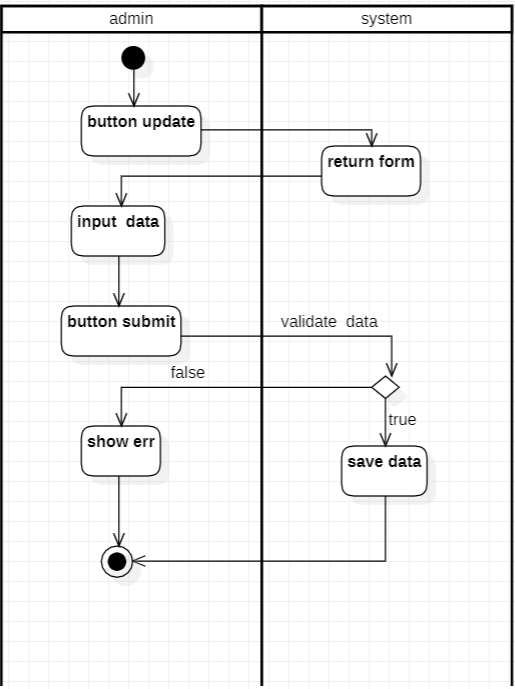 admin
system
button update
return form
input  data
button submit
validate  data
false
true
show err
save data